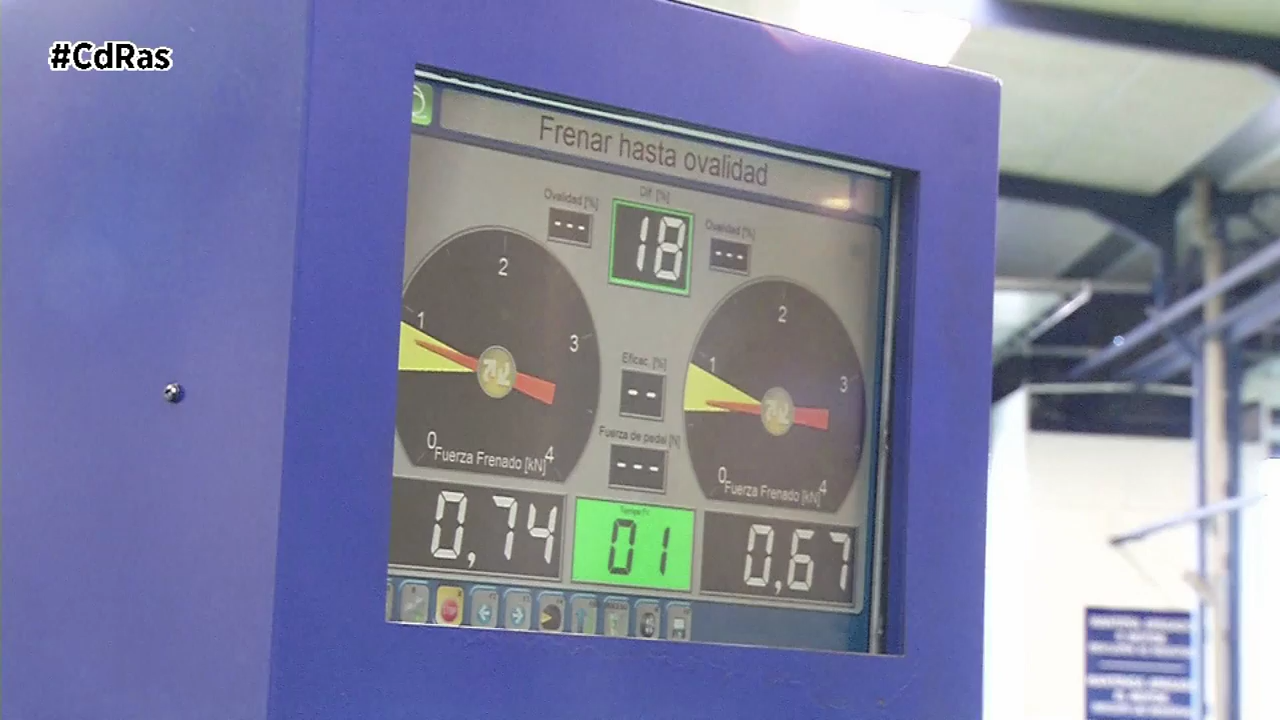 #CdRas
Frenar hasta ovalidad
Ovalidad [%]
Dif. [%]
Ovalidad [%]
---
18
---
1
2
3
0
4
Fuerza Frenado [kN]
Eficac. [%]
--
Fuerza de pedal [N]
---
1
2
3
0
4
Fuerza Frenado [kN]
0,74
01
0,67